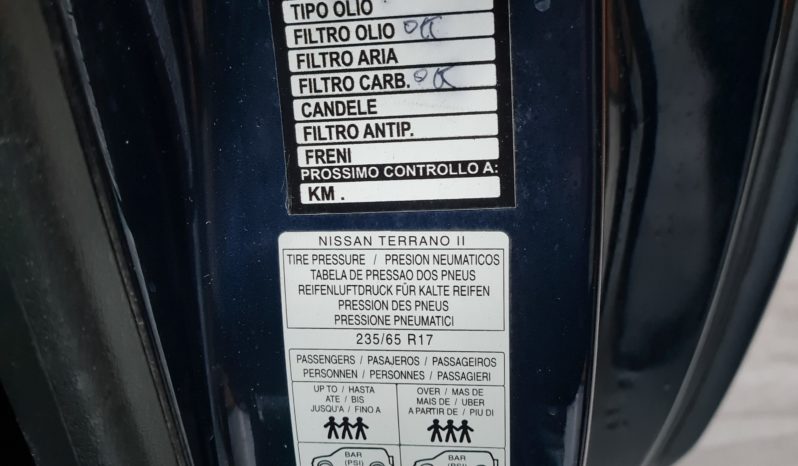 TIPO OLIO
FILTRO OLIO OK
FILTRO ARIA
FILTRO CARB. OK
CANDELE
FILTRO ANTIP.
FRENI
PROSSIMO CONTROLLO A:
KM .
NISSAN TERRANO II
TIRE PRESSURE / PRESION NEUMATICOS
TABELA DE PRESSAO DOS PNEUS
REIFENLUFTDRUCK FÜR KALTE REIFEN
PRESSION DES PNEUS
PRESSIONE PNEUMATICI
235/65 R17
PASSENGERS / PASAJEROS / PASSAGEIROS
PERSONNEN / PERSONNES / PASSAGIERI
UP TO / HASTA
ATE / BIS
JUSQU'A / FINO A
OVER / MAS DE
MAIS DE / UBER
A PARTIR DE / PIU DI
BAR
(PSI)
BAR
(PSI)